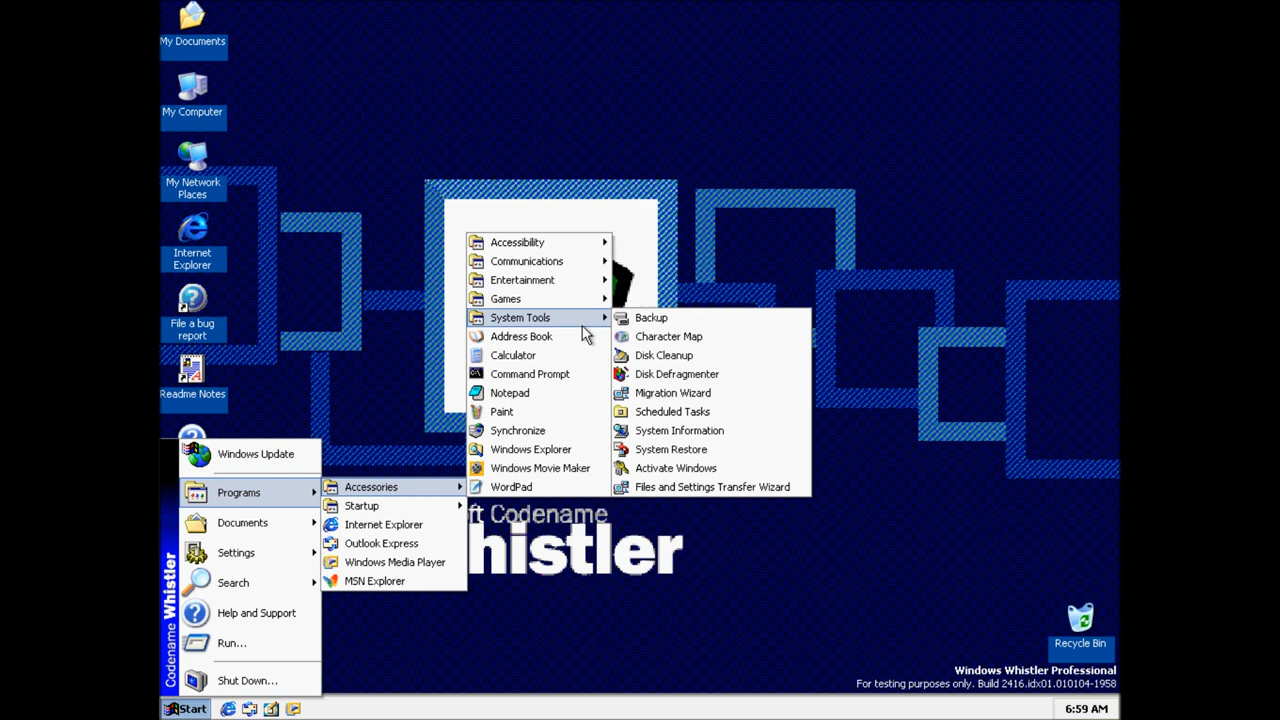 My Documents
My Computer
My Network
Places
Internet
Explorer
File a bug
report
Readme Notes
Windows Update
Programs
Documents
Settings
Search
Help and Support
Run...
Shut Down...
Codename Whistler
Accessories
Startup
Internet Explorer
Outlook Express
Windows Media Player
MSN Explorer
Accessibility
Communications
Entertainment
Games
System Tools
Address Book
Calculator
Command Prompt
Notepad
Paint
Synchronize
Windows Explorer
Windows Movie Maker
WordPad
Backup
Character Map
Disk Cleanup
Disk Defragmenter
Migration Wizard
Scheduled Tasks
System Information
System Restore
Activate Windows
Files and Settings Transfer Wizard
ft Codename
histler
Recycle Bin
Windows Whistler Professional
For testing purposes only. Build 2416.idx01.010104-1958
Start
6:59 AM